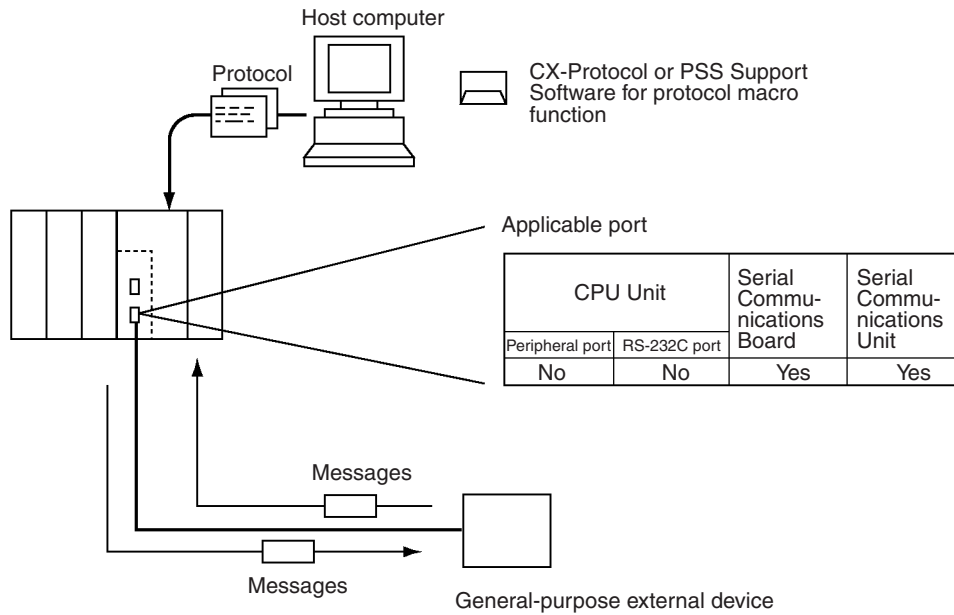 Host computer
Protocol
CX-Protocol or PSS Support
Software for protocol macro
function
Applicable port
CPU Unit
Serial
Commu-
nications
Board
Serial
Commu-
nications
Unit
Peripheral port
RS-232C port
No
No
Yes
Yes
Messages
Messages
General-purpose external device